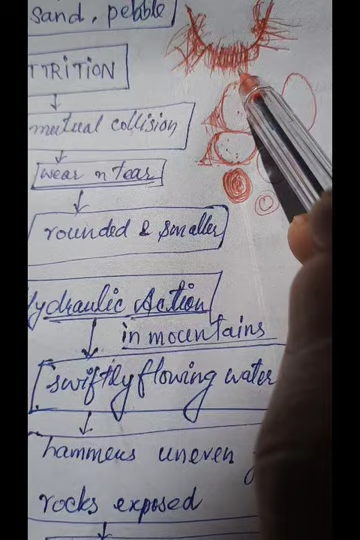 sand, pebble
TTRITION
mutual collision
wear n tear
rounded & smaller
ydraulic Action
in mountains
swiftly flowing water
hammers uneven
rocks exposed